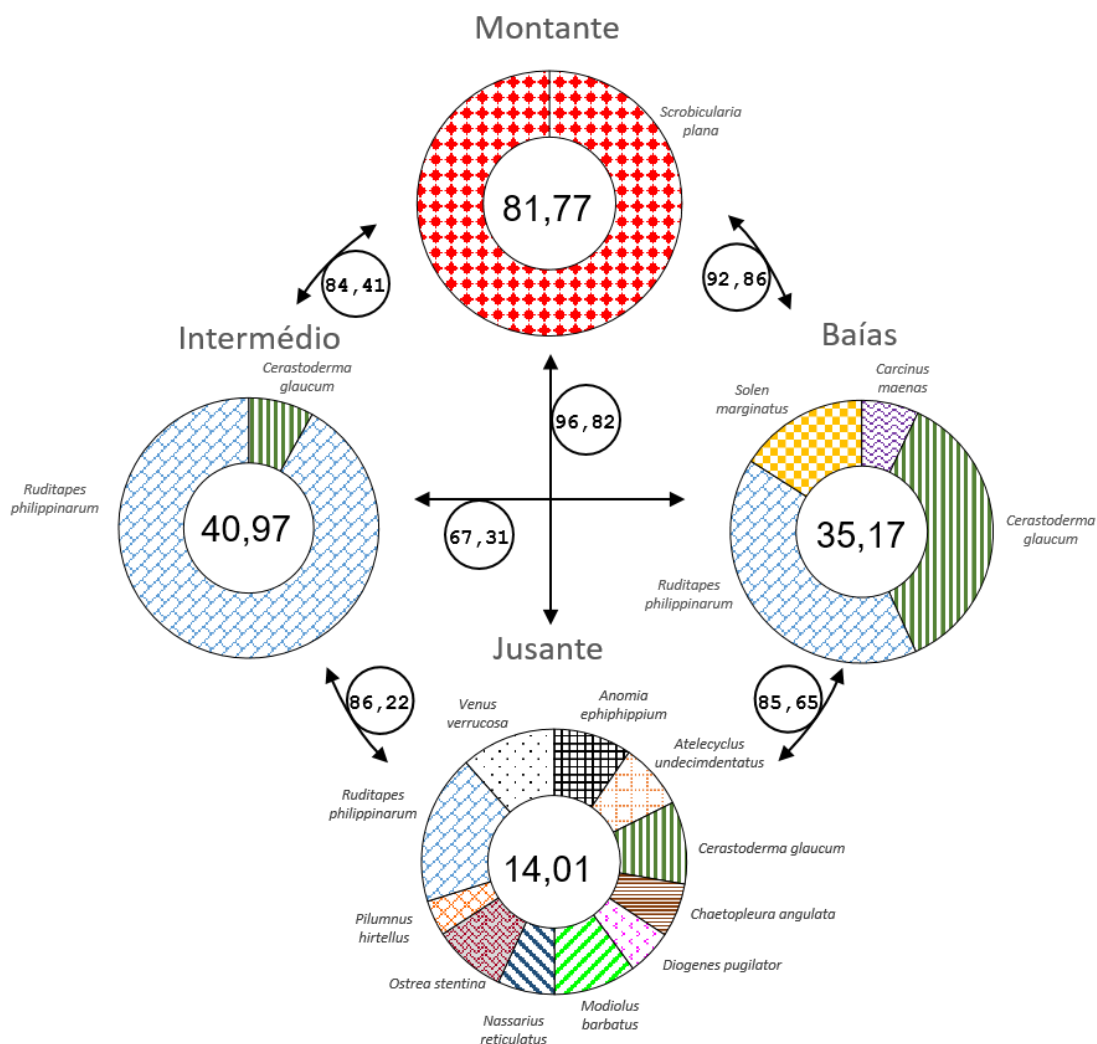 Montante
Scrobicularia
plana
81,77
84,41
92,86
Intermédio
Baías
Cerastoderma
glaucum
Carcinus
maenas
Solen
marginatus
96,82
Ruditapes
philippinarum
40,97
67,31
35,17
Cerastoderma
glaucum
Ruditapes
philippinarum
Jusante
86,22
85,65
Venus
verrucosa
Anomia
ephiphippium
Atelecyclus
undecimdentatus
Ruditapes
philippinarum
Cerastoderma glaucum
14,01
Chaetopleura angulata
Pilumnus
hirtellus
Diogenes pugilator
Ostrea stentina
Modiolus
barbatus
Nassarius
reticulatus